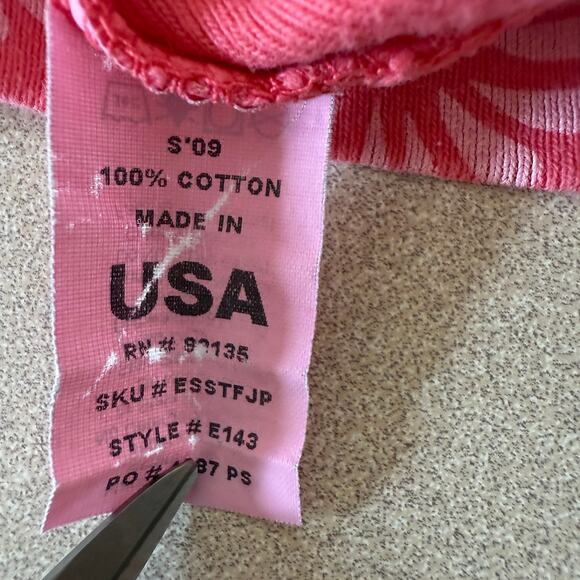 S'09
100% COTTON
MADE IN
USA
RN #
SKU # ESSTFJP
STYLE # E143
PO # PS